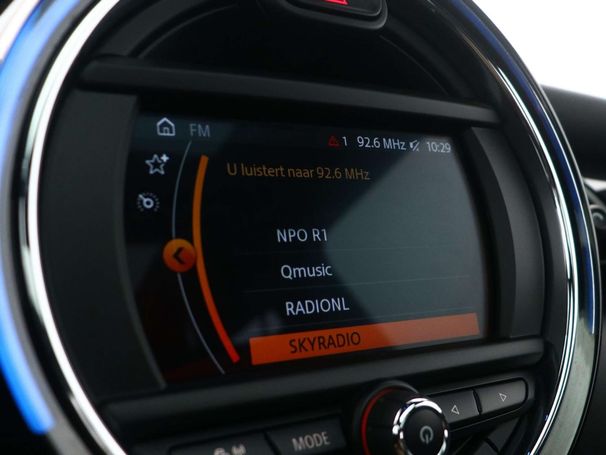 FM
1 92.6 MHz 10:29
U luistert naar 92.6 MHz
NPO R1
Qmusic
RADIONL
SKYRADIO
MODE